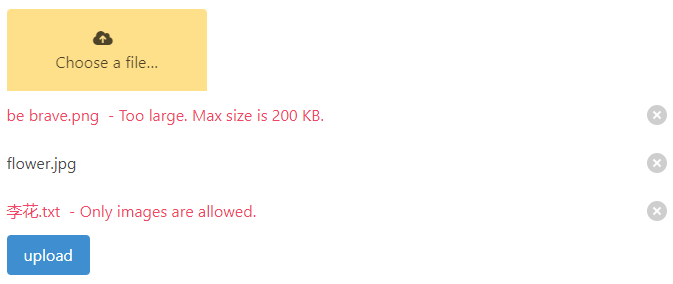 Choose a file...
be brave.png - Too large. Max size is 200 KB.
flower.jpg
李花.txt - Only images are allowed.
upload